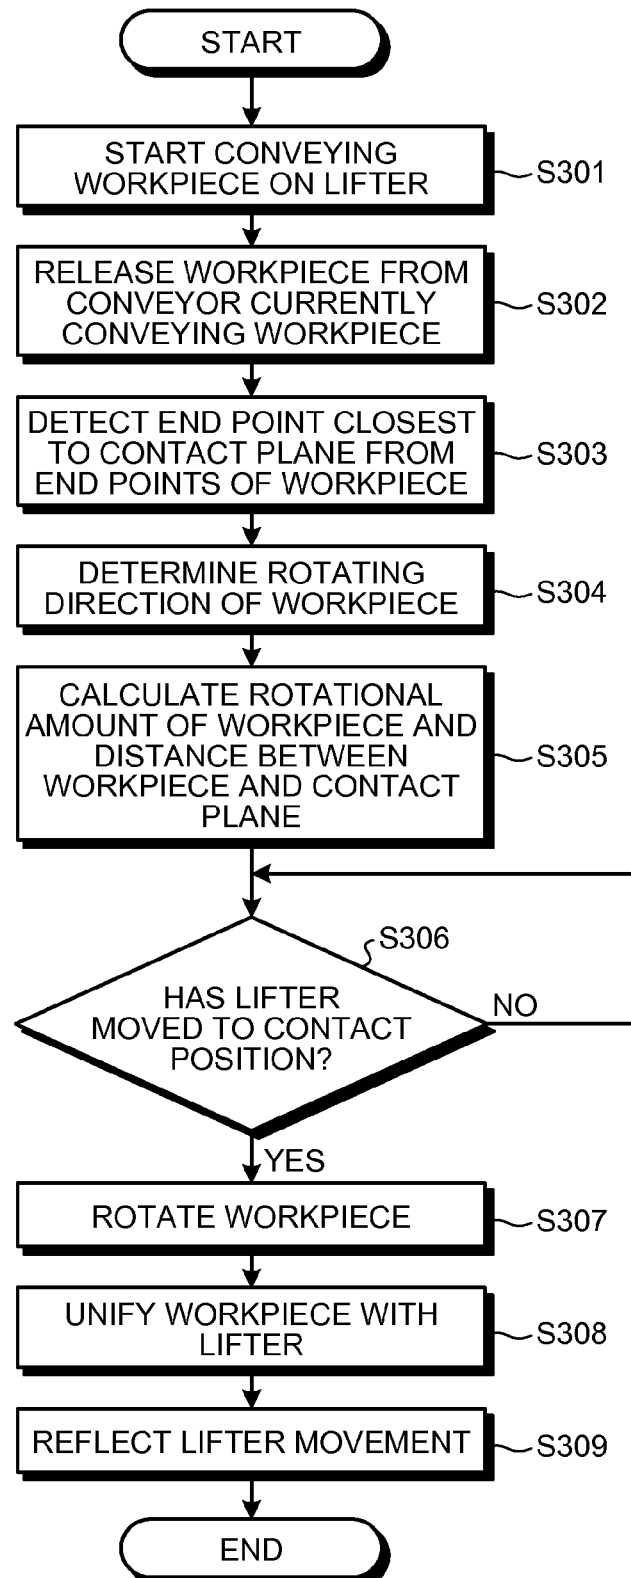 START
START CONVEYING
WORKPIECE ON LIFTER
S301
RELEASE WORKPIECE FROM
CONVEYOR CURRENTLY
CONVEYING WORKPIECE
S302
DETECT END POINT CLOSEST
TO CONTACT PLANE FROM
END POINTS OF WORKPIECE
S303
DETERMINE ROTATING
DIRECTION OF WORKPIECE
S304
CALCULATE ROTATIONAL
AMOUNT OF WORKPIECE AND
DISTANCE BETWEEN
WORKPIECE AND CONTACT
PLANE
S305
S306
HAS LIFTER
MOVED TO CONTACT
POSITION?
NO
YES
ROTATE WORKPIECE
S307
UNIFY WORKPIECE WITH
LIFTER
S308
REFLECT LIFTER MOVEMENT
S309
END